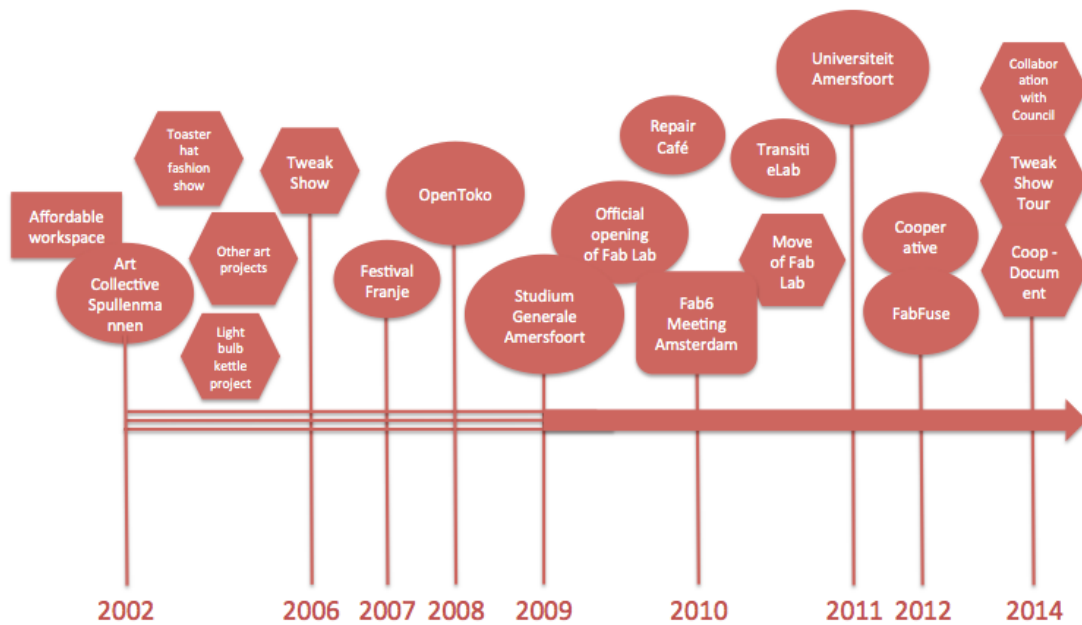 Affordable
workspace
Art
Collective
Spullenma
nnen
Toaster
hat
fashion
show
Other art
projects
Light
bulb
kettle
project
Tweak
Show
Festival
Franje
OpenToko
Studium
Generale
Amersfoort
Official
opening
of Fab Lab
Repair
Café
Fab6
Meeting
Amsterdam
Transiti
eLab
Move
of Fab
Lab
Universiteit
Amersfoort
Cooper
ative
FabFuse
Collabor
ation
with
Council
Tweak
Show
Tour
Coop -
Docum
ent
2002
2006
2007
2008
2009
2010
2011
2012
2014